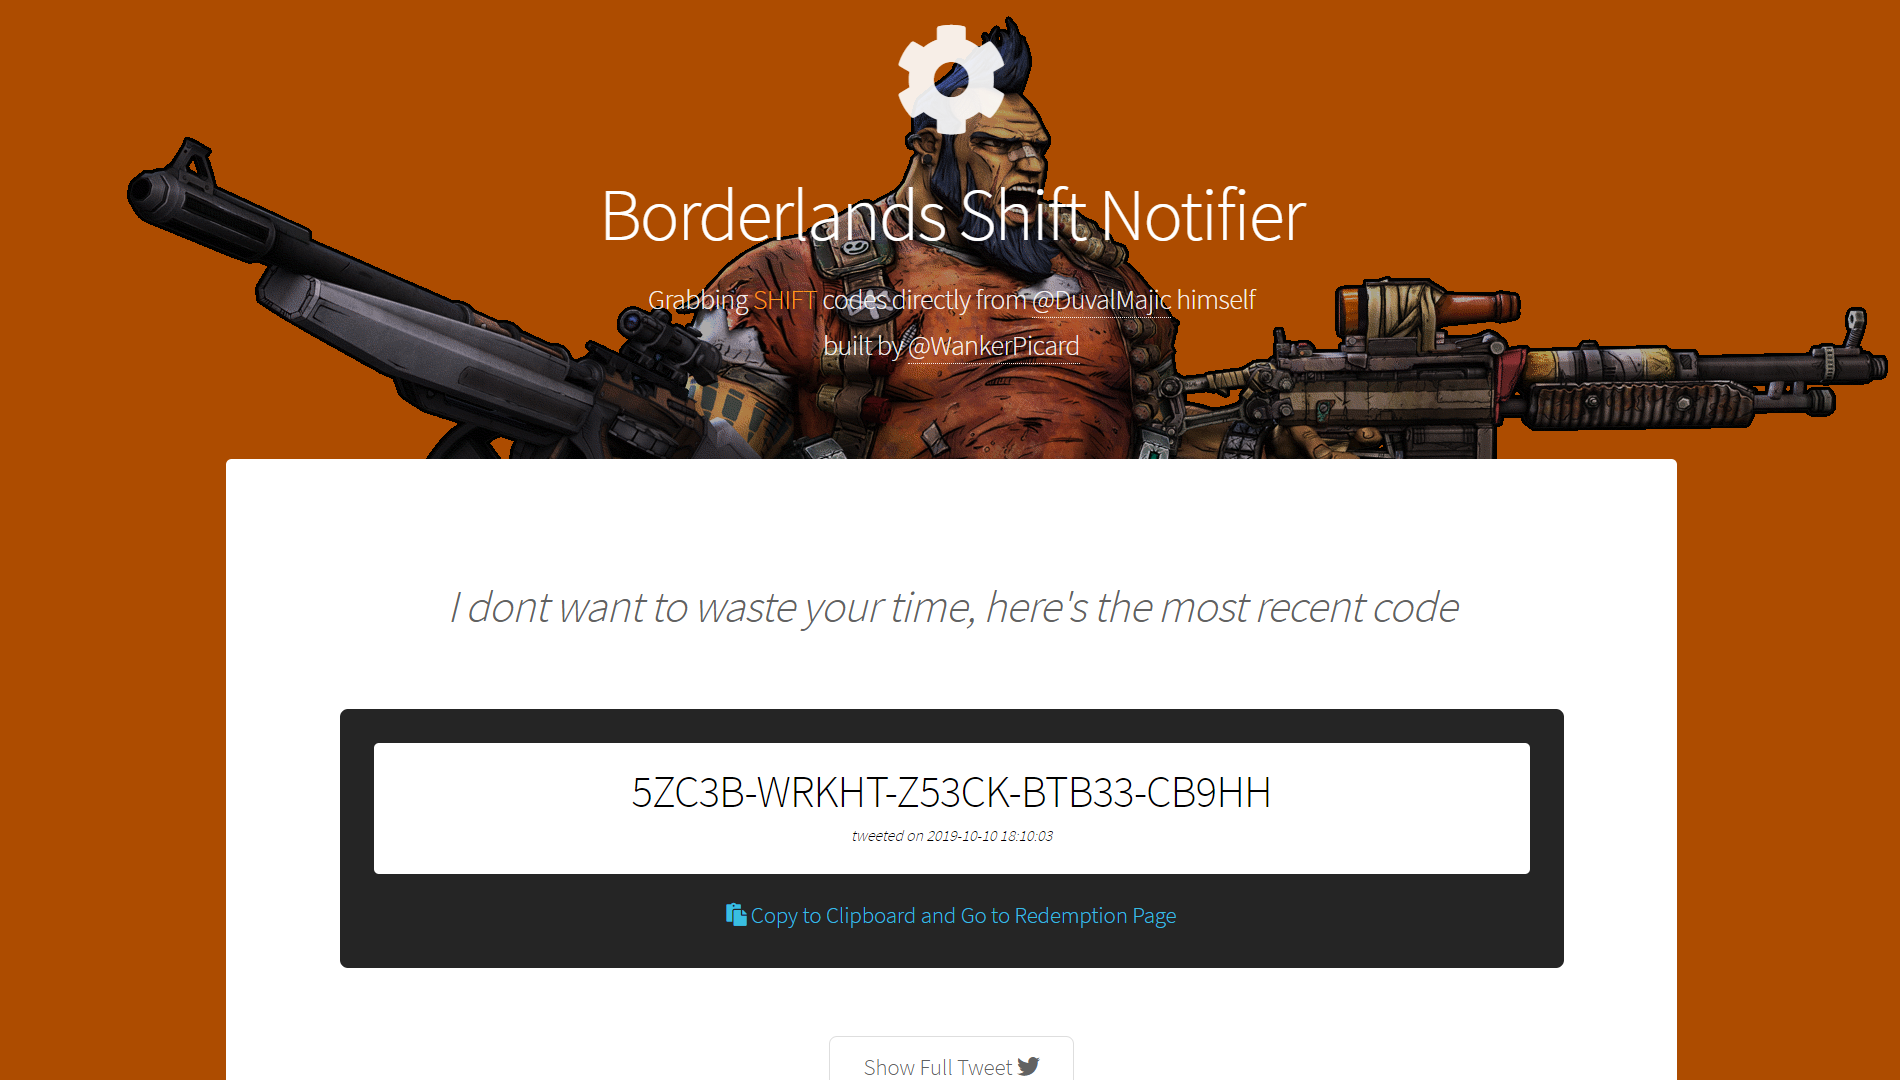 Borderlands Shift Notifier
Grabbing SHIFT codes directly from @DuvalMajic himself
built by @WankerPicard
I dont want to waste your time, here's the most recent code
5ZC3B-WRKHT-Z53CK-BTB33-CB9HH
tweeted on 2019-10-10 18:10:03
Copy to Clipboard and Go to Redemption Page
Show Full Tweet